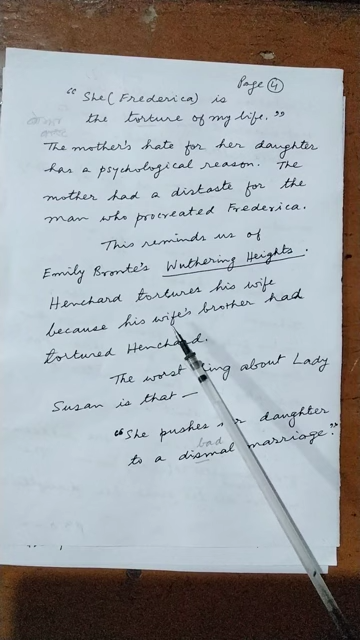 Page 4
" She (Frederica) is
the torture of my life. "
The mother's hate for her daughter
has a psychological reason. The
mother had a distaste for the
man who procreated Frederica.
This reminds us of
Emily Bronte's Wuthering Heights.
Henchard tortures his wife
because his wife's brother had
tortured Henchard.
The worst about Lady
Susan is that —
"She pushes daughter
bad
to a dismal marriage."